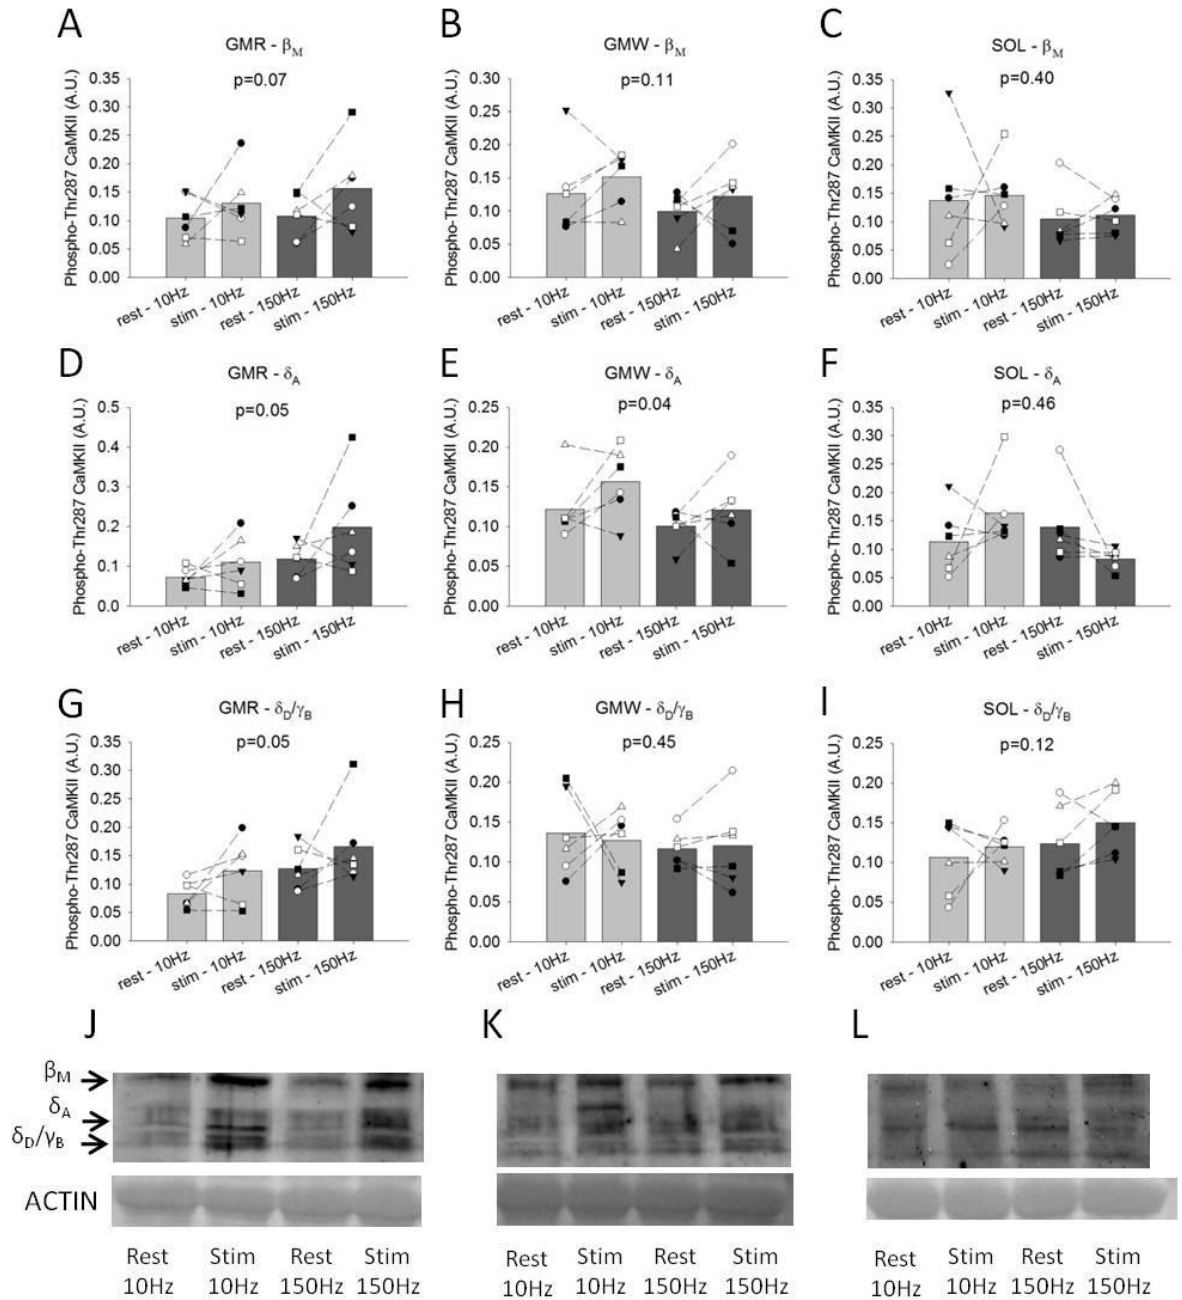 A
B
C
GMR - βM
GMW - βM
SOL - βM
p=0.07
p=0.11
p=0.40
Phospho-Thr287 CaMKII (A.U.)
0.35
0.30
0.25
0.20
0.15
0.10
0.05
0.00
rest - 10Hz
stim - 10Hz
rest - 150Hz
stim - 150Hz
Phospho-Thr287 CaMKII (A.U.)
0.30
0.25
0.20
0.15
0.10
0.05
0.00
rest - 10Hz
stim - 10Hz
rest - 150Hz
stim - 150Hz
Phospho-Thr287 CaMKII (A.U.)
0.35
0.30
0.25
0.20
0.15
0.10
0.05
0.00
rest - 10Hz
stim - 10Hz
rest - 150Hz
stim - 150Hz
D
E
F
GMR - δA
GMW - δA
SOL - δA
p=0.05
p=0.04
p=0.46
Phospho-Thr287 CaMKII (A.U.)
0.5
0.4
0.3
0.2
0.1
0.0
rest - 10Hz
stim - 10Hz
rest - 150Hz
stim - 150Hz
Phospho-Thr287 CaMKII (A.U.)
0.25
0.20
0.15
0.10
0.05
0.00
rest - 10Hz
stim - 10Hz
rest - 150Hz
stim - 150Hz
Phospho-Thr287 CaMKII (A.U.)
0.35
0.30
0.25
0.20
0.15
0.10
0.05
0.00
rest - 10Hz
stim - 10Hz
rest - 150Hz
stim - 150Hz
G
H
I
GMR - δD/γB
GMW - δD/γB
SOL - δD/γB
p=0.05
p=0.45
p=0.12
Phospho-Thr287 CaMKII (A.U.)
0.35
0.30
0.25
0.20
0.15
0.10
0.05
0.00
rest - 10Hz
stim - 10Hz
rest - 150Hz
stim - 150Hz
Phospho-Thr287 CaMKII (A.U.)
0.25
0.20
0.15
0.10
0.05
0.00
rest - 10Hz
stim - 10Hz
rest - 150Hz
stim - 150Hz
Phospho-Thr287 CaMKII (A.U.)
0.25
0.20
0.15
0.10
0.05
0.00
rest - 10Hz
stim - 10Hz
rest - 150Hz
stim - 150Hz
J
K
L
βM
δA
δD/γB
ACTIN
Rest Stim Rest Stim
10Hz 10Hz 150Hz 150Hz
Rest Stim Rest Stim
10Hz 10Hz 150Hz 150Hz
Rest Stim Rest Stim
10Hz 10Hz 150Hz 150Hz